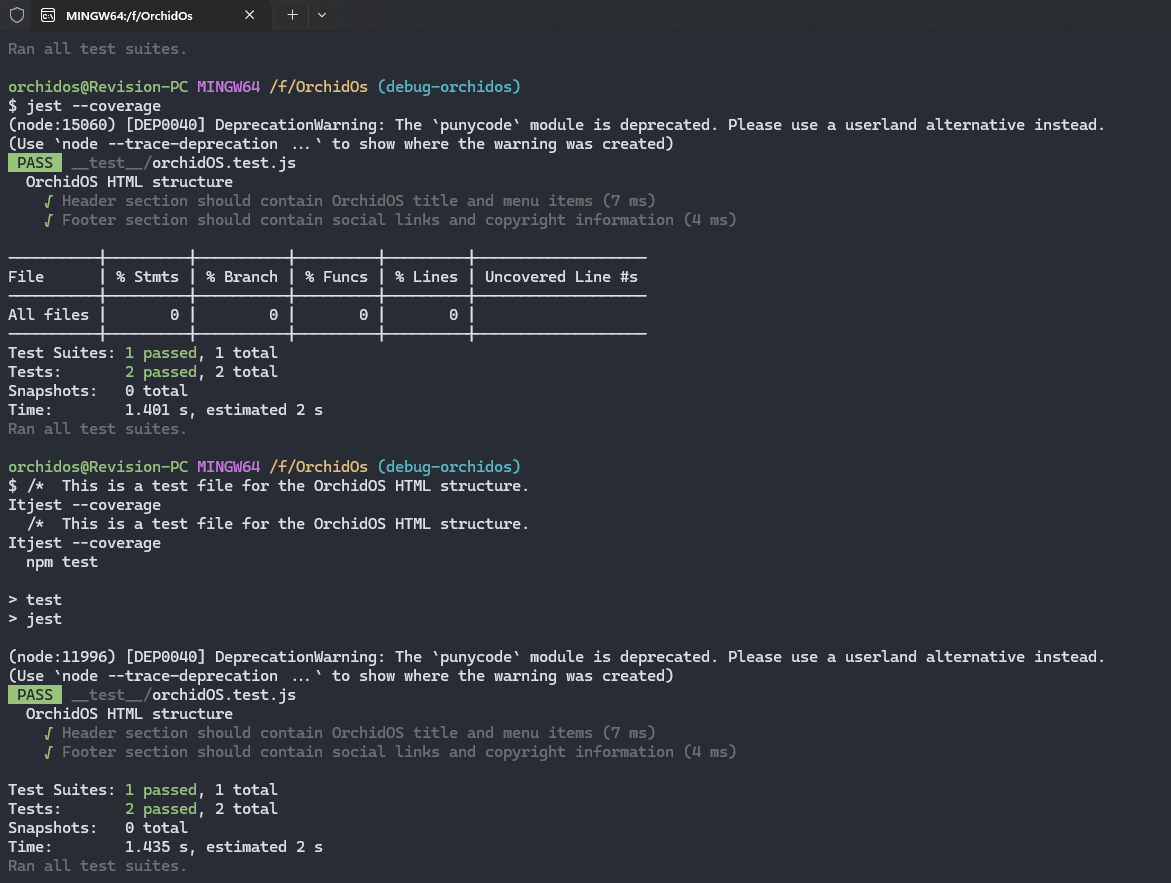 MINGW64:/f/OrchidOs
Ran all test suites.
orchidos@Revision-PC MINGW64 /f/OrchidOs (debug-orchidos)
$ jest --coverage
(node:15060) [DEP0040] DeprecationWarning: The `punycode` module is deprecated. Please use a userland alternative instead.
(Use `node --trace-deprecation ...` to show where the warning was created)
PASS __test__/orchidOS.test.js
OrchidOS HTML structure
√ Header section should contain OrchidOS title and menu items (7 ms)
√ Footer section should contain social links and copyright information (4 ms)
File | % Stmts | % Branch | % Funcs | % Lines | Uncovered Line #s
All files | 0 | 0 | 0 | 0 |
Test Suites: 1 passed, 1 total
Tests: 2 passed, 2 total
Snapshots: 0 total
Time: 1.401 s, estimated 2 s
Ran all test suites.
orchidos@Revision-PC MINGW64 /f/OrchidOs (debug-orchidos)
$ /* This is a test file for the OrchidOS HTML structure.
Itjest --coverage
/* This is a test file for the OrchidOS HTML structure.
Itjest --coverage
npm test
> test
> jest
(node:11996) [DEP0040] DeprecationWarning: The `punycode` module is deprecated. Please use a userland alternative instead.
(Use `node --trace-deprecation ...` to show where the warning was created)
PASS __test__/orchidOS.test.js
OrchidOS HTML structure
√ Header section should contain OrchidOS title and menu items (7 ms)
√ Footer section should contain social links and copyright information (4 ms)
Test Suites: 1 passed, 1 total
Tests: 2 passed, 2 total
Snapshots: 0 total
Time: 1.435 s, estimated 2 s
Ran all test suites.